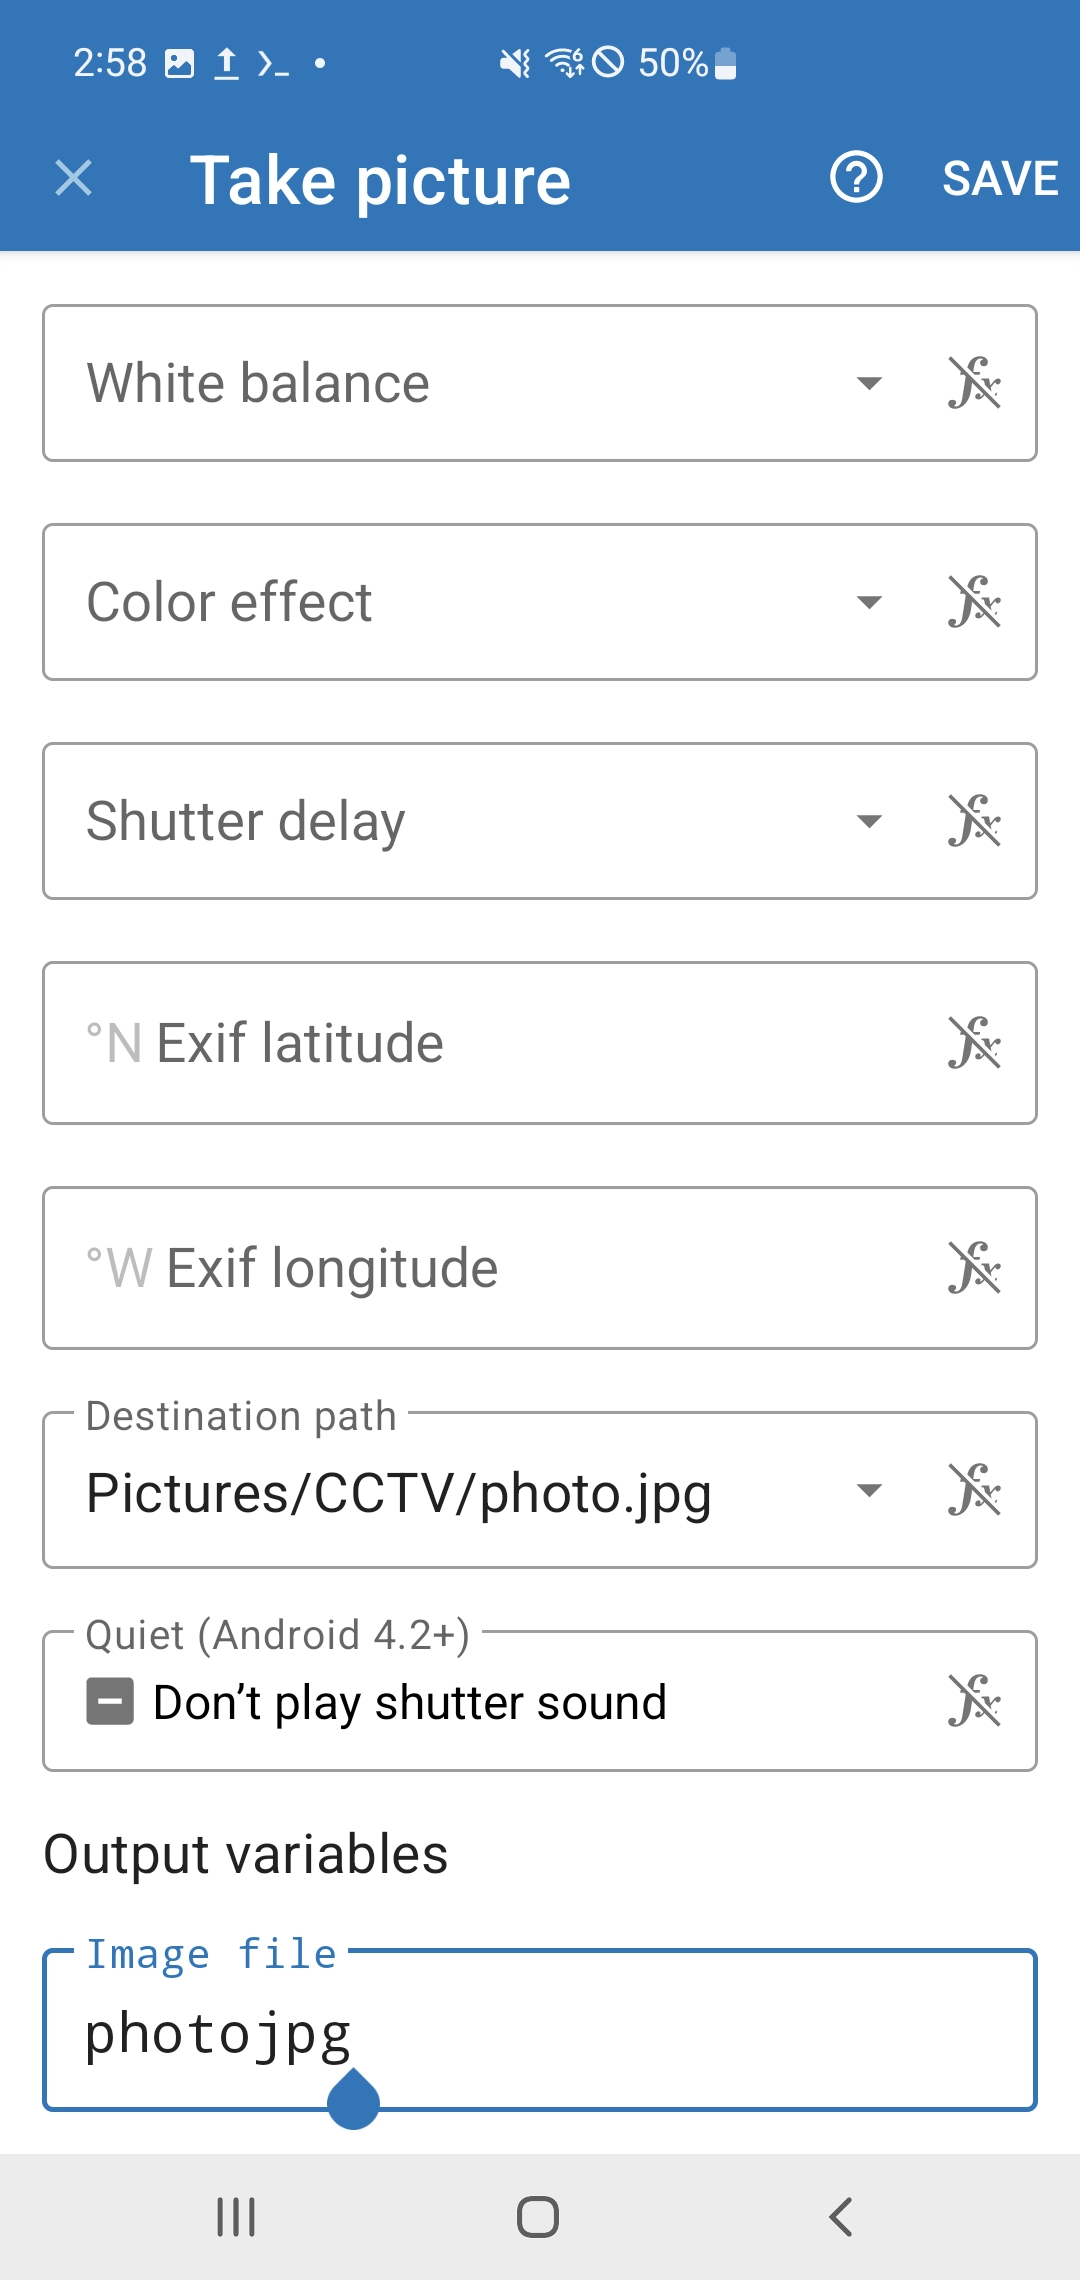 2:58 50%
Take picture SAVE
White balance
Color effect
Shutter delay
°N Exif latitude
°W Exif longitude
Destination path
Pictures/CCTV/photo.jpg
Quiet (Android 4.2+)
Don’t play shutter sound
Output variables
Image file
photojpg